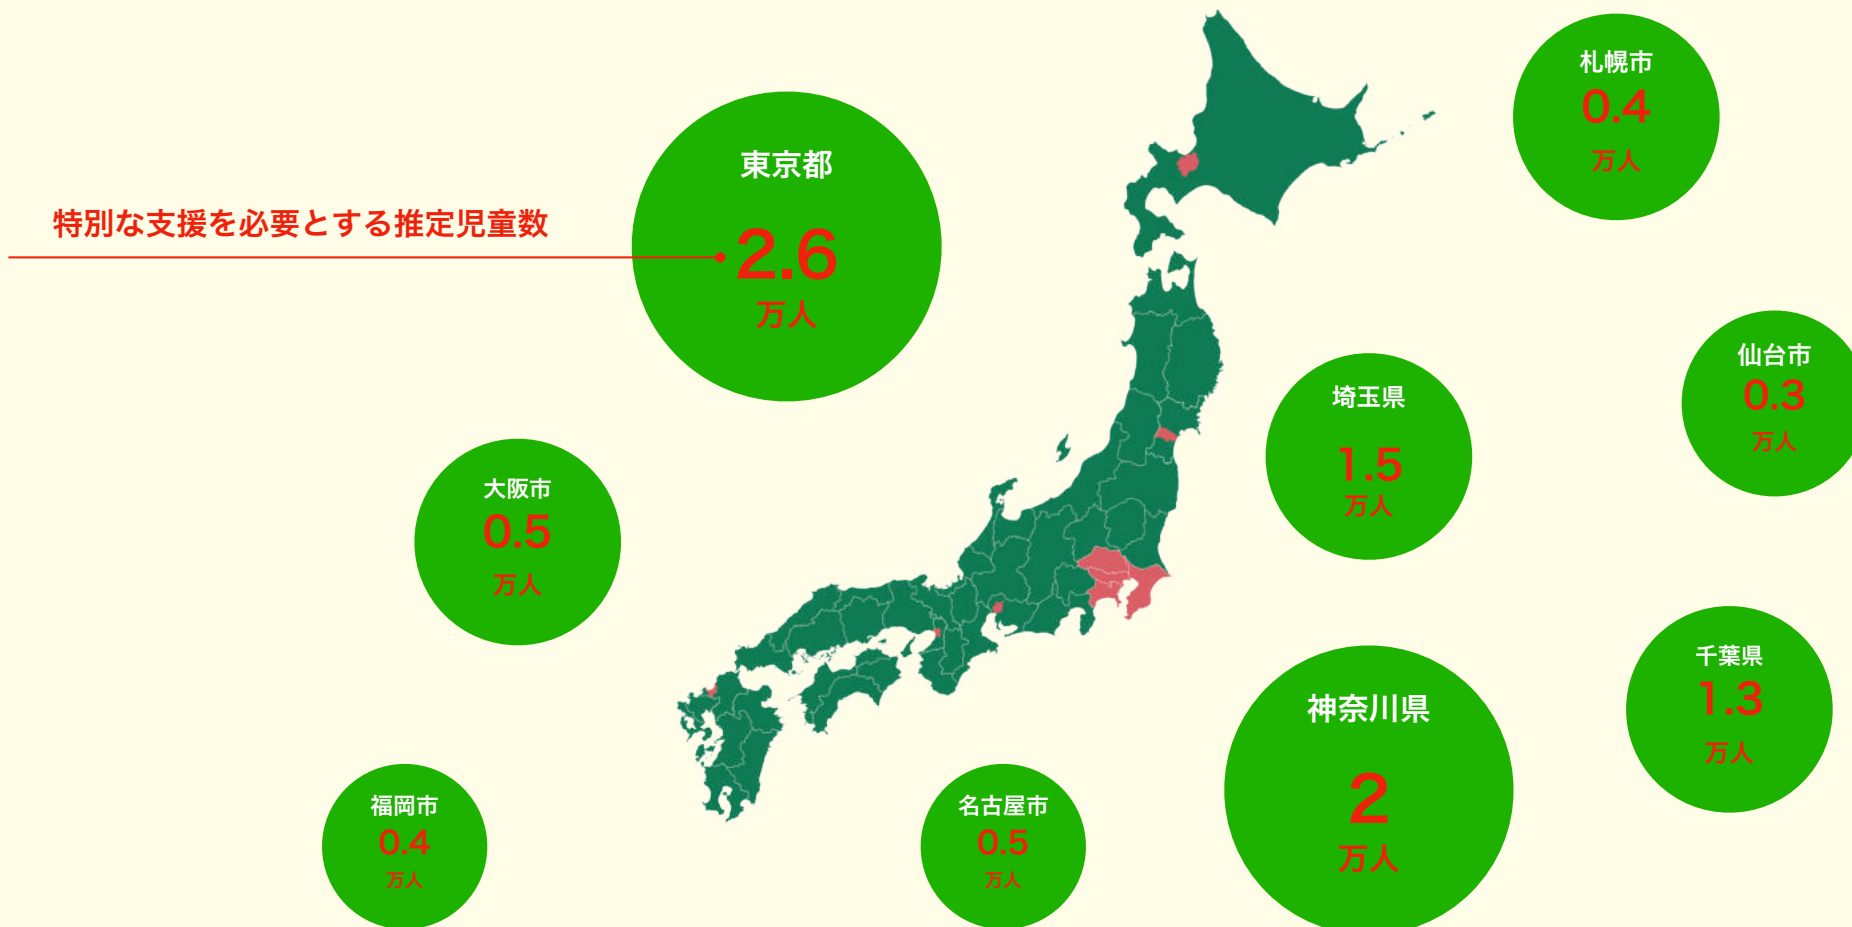 特別な支援を必要とする推定児童数
東京都
2.6
万人
札幌市
0.4
万人
仙台市
0.3
万人
埼玉県
1.5
万人
大阪市
0.5
万人
千葉県
1.3
万人
神奈川県
2
万人
福岡市
0.4
万人
名古屋市
0.5
万人